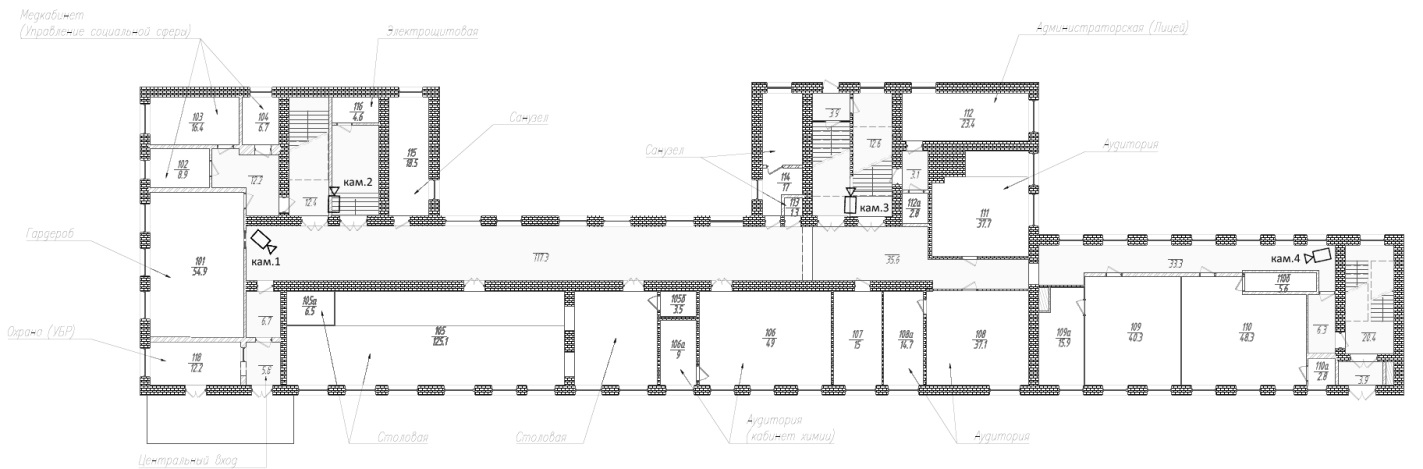 Медкабинет
(Управление социальной сферы)
Электрощитовая
Администраторская (Лицей)
103
16.4
104
6.7
116
4.6
3.9
112
23.4
Санузел
12.6
115
18.5
Аудитория
Санузел
102
8.9
12.2
кам.2
114
17
3.1
12.4
113
1.3
кам.3
112а
2.8
111
37.7
Гардероб
101
54.9
кам.1
117.3
35.6
кам.4
33.3
110б
5.6
105а
6.5
105б
3.5
6.7
6.3
Охрана (УБР)
105
125.1
106
49
107
15
108а
14.7
108
37.1
109а
15.9
109
40.3
110
48.3
20.4
118
12.2
106а
9
5.6
110а
2.8
3.9
Столовая
Столовая
Аудитория
(кабинет химии)
Аудитория
Центральный вход